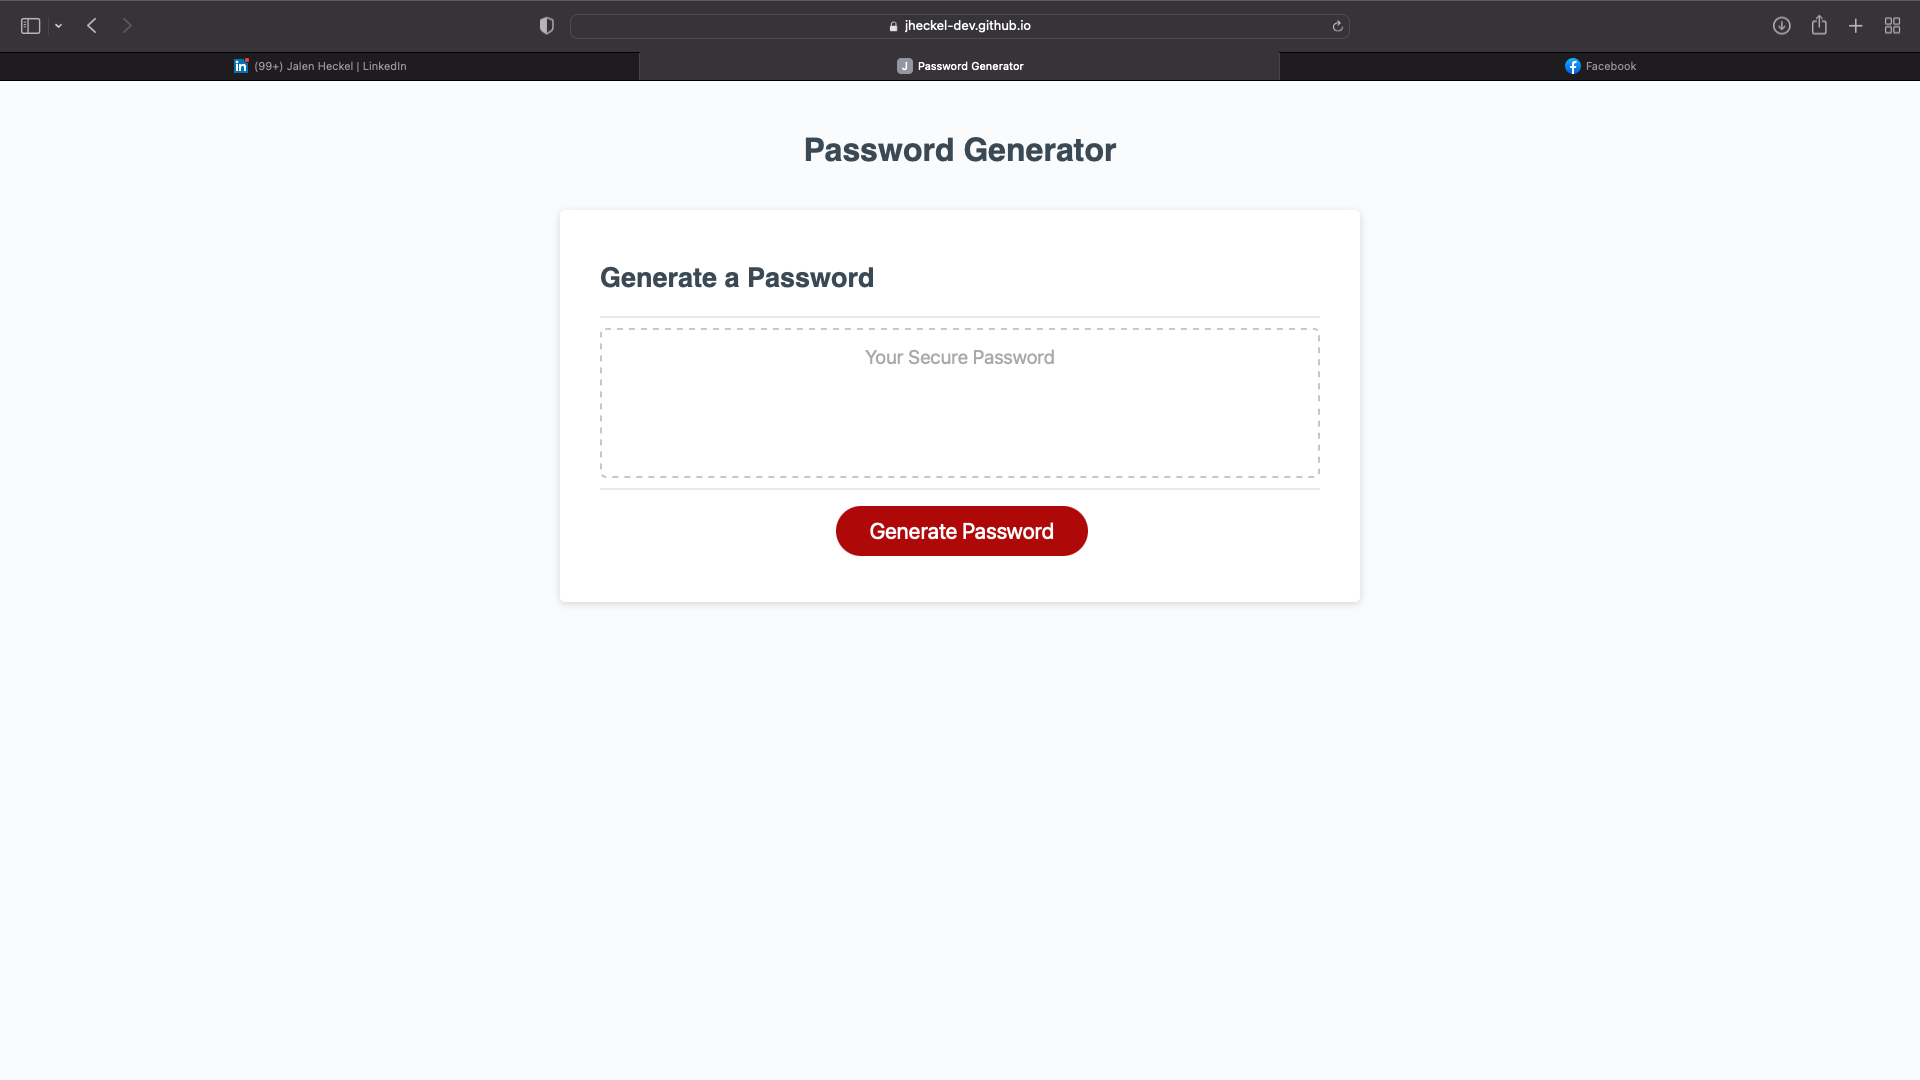 jheckel-dev.github.io
in (99+) Jalen Heckel | LinkedIn
J Password Generator
f Facebook
Password Generator
Generate a Password
Your Secure Password
Generate Password